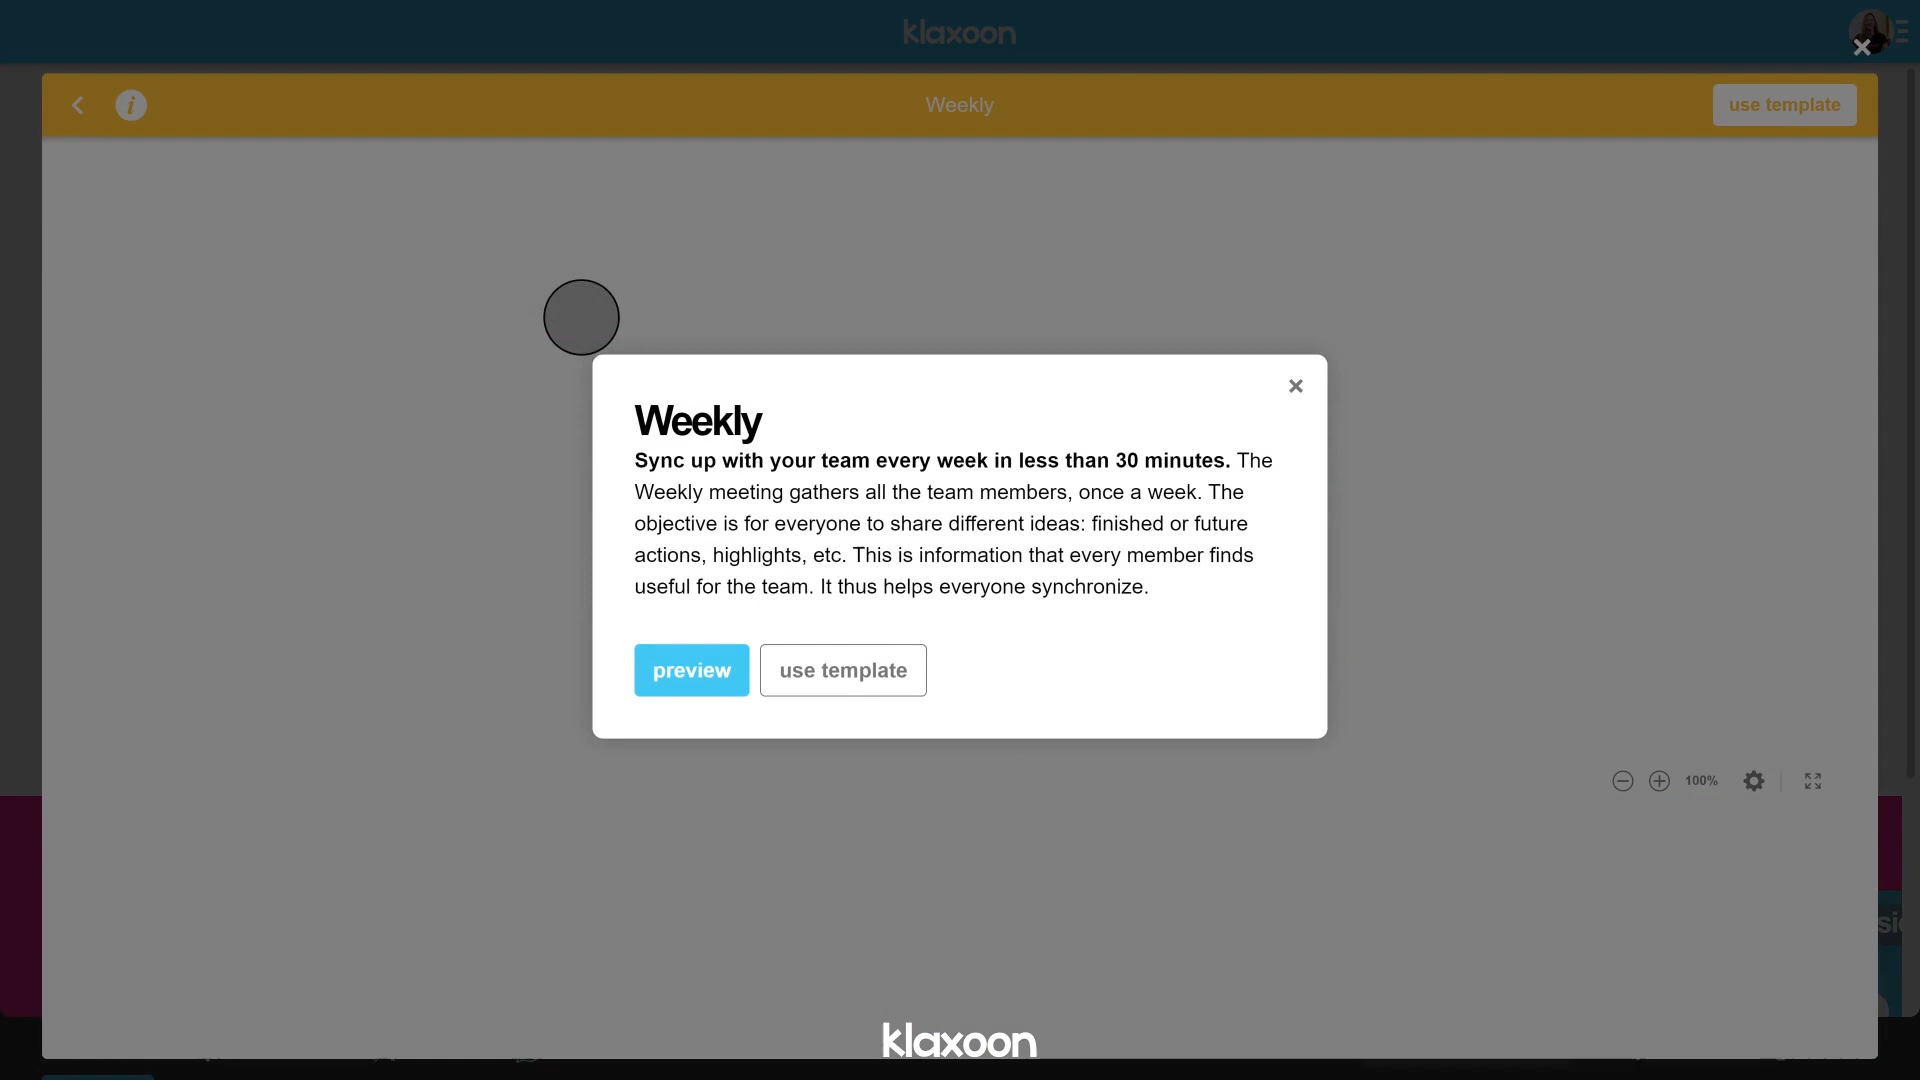 klaxoon
Weekly
use template
Weekly
Sync up with your team every week in less than 30 minutes. The
Weekly meeting gathers all the team members, once a week. The
objective is for everyone to share different ideas: finished or future
actions, highlights, etc. This is information that every member finds
useful for the team. It thus helps everyone synchronize.
preview
use template
100%
klaxoon